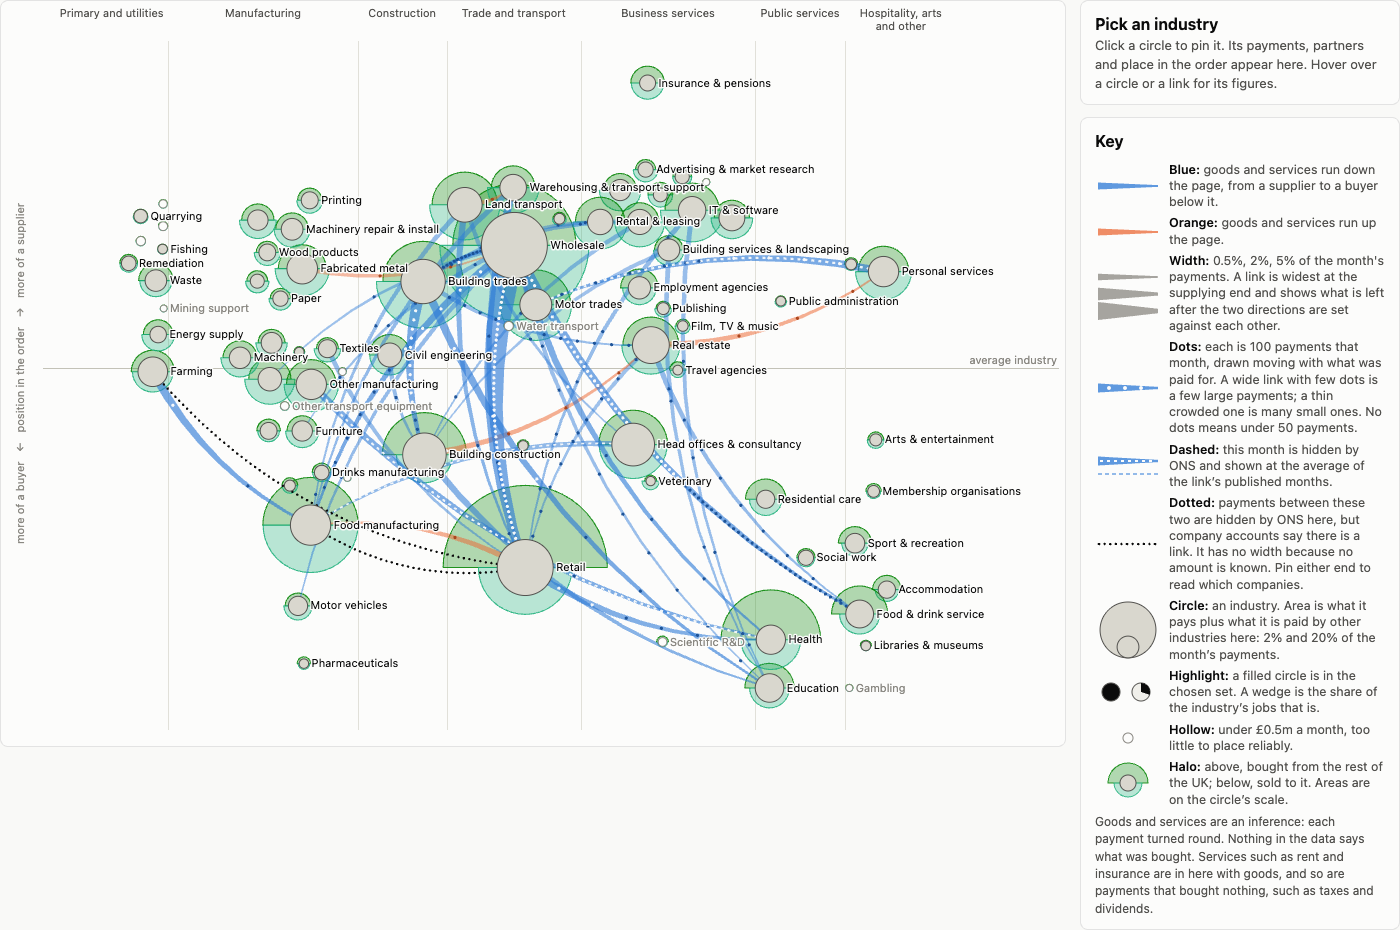 Primary and utilities
Manufacturing
Construction
Trade and transport
Business services
Public services
Hospitality, arts
and other
more of a buyer ← position in the order → more of a supplier
Insurance & pensions
Advertising & market research
Warehousing & transport support
Printing
Land transport
IT & software
Quarrying
Rental & leasing
Machinery repair & install
Wholesale
Fishing
Wood products
Building services & landscaping
Remediation
Fabricated metal
Personal services
Waste
Building trades
Employment agencies
Paper
Motor trades
Public administration
Mining support
Publishing
Water transport
Film, TV & music
Energy supply
Textiles
Real estate
Machinery
Civil engineering
average industry
Farming
Travel agencies
Other manufacturing
Other transport equipment
Furniture
Arts & entertainment
Head offices & consultancy
Building construction
Drinks manufacturing
Veterinary
Membership organisations
Residential care
Food manufacturing
Sport & recreation
Social work
Retail
Accommodation
Motor vehicles
Food & drink service
Health
Scientific R&D
Libraries & museums
Pharmaceuticals
Education
Gambling
Pick an industry
Click a circle to pin it. Its payments, partners
and place in the order appear here. Hover over
a circle or a link for its figures.
Key
Blue: goods and services run down
the page, from a supplier to a buyer
below it.
Orange: goods and services run up
the page.
Width: 0.5%, 2%, 5% of the month's
payments. A link is widest at the
supplying end and shows what is left
after the two directions are set
against each other.
Dots: each is 100 payments that
month, drawn moving with what was
paid for. A wide link with few dots is
a few large payments; a thin
crowded one is many small ones. No
dots means under 50 payments.
Dashed: this month is hidden by
ONS and shown at the average of
the link's published months.
Dotted: payments between these
two are hidden by ONS here, but
company accounts say there is a
link. It has no width because no
amount is known. Pin either end to
read which companies.
Circle: an industry. Area is what it
pays plus what it is paid by other
industries here: 2% and 20% of the
month's payments.
Highlight: a filled circle is in the
chosen set. A wedge is the share of
the industry's jobs that is.
Hollow: under £0.5m a month, too
little to place reliably.
Halo: above, bought from the rest of
the UK; below, sold to it. Areas are
on the circle's scale.
Goods and services are an inference: each
payment turned round. Nothing in the data says
what was bought. Services such as rent and
insurance are in here with goods, and so are
payments that bought nothing, such as taxes and
dividends.